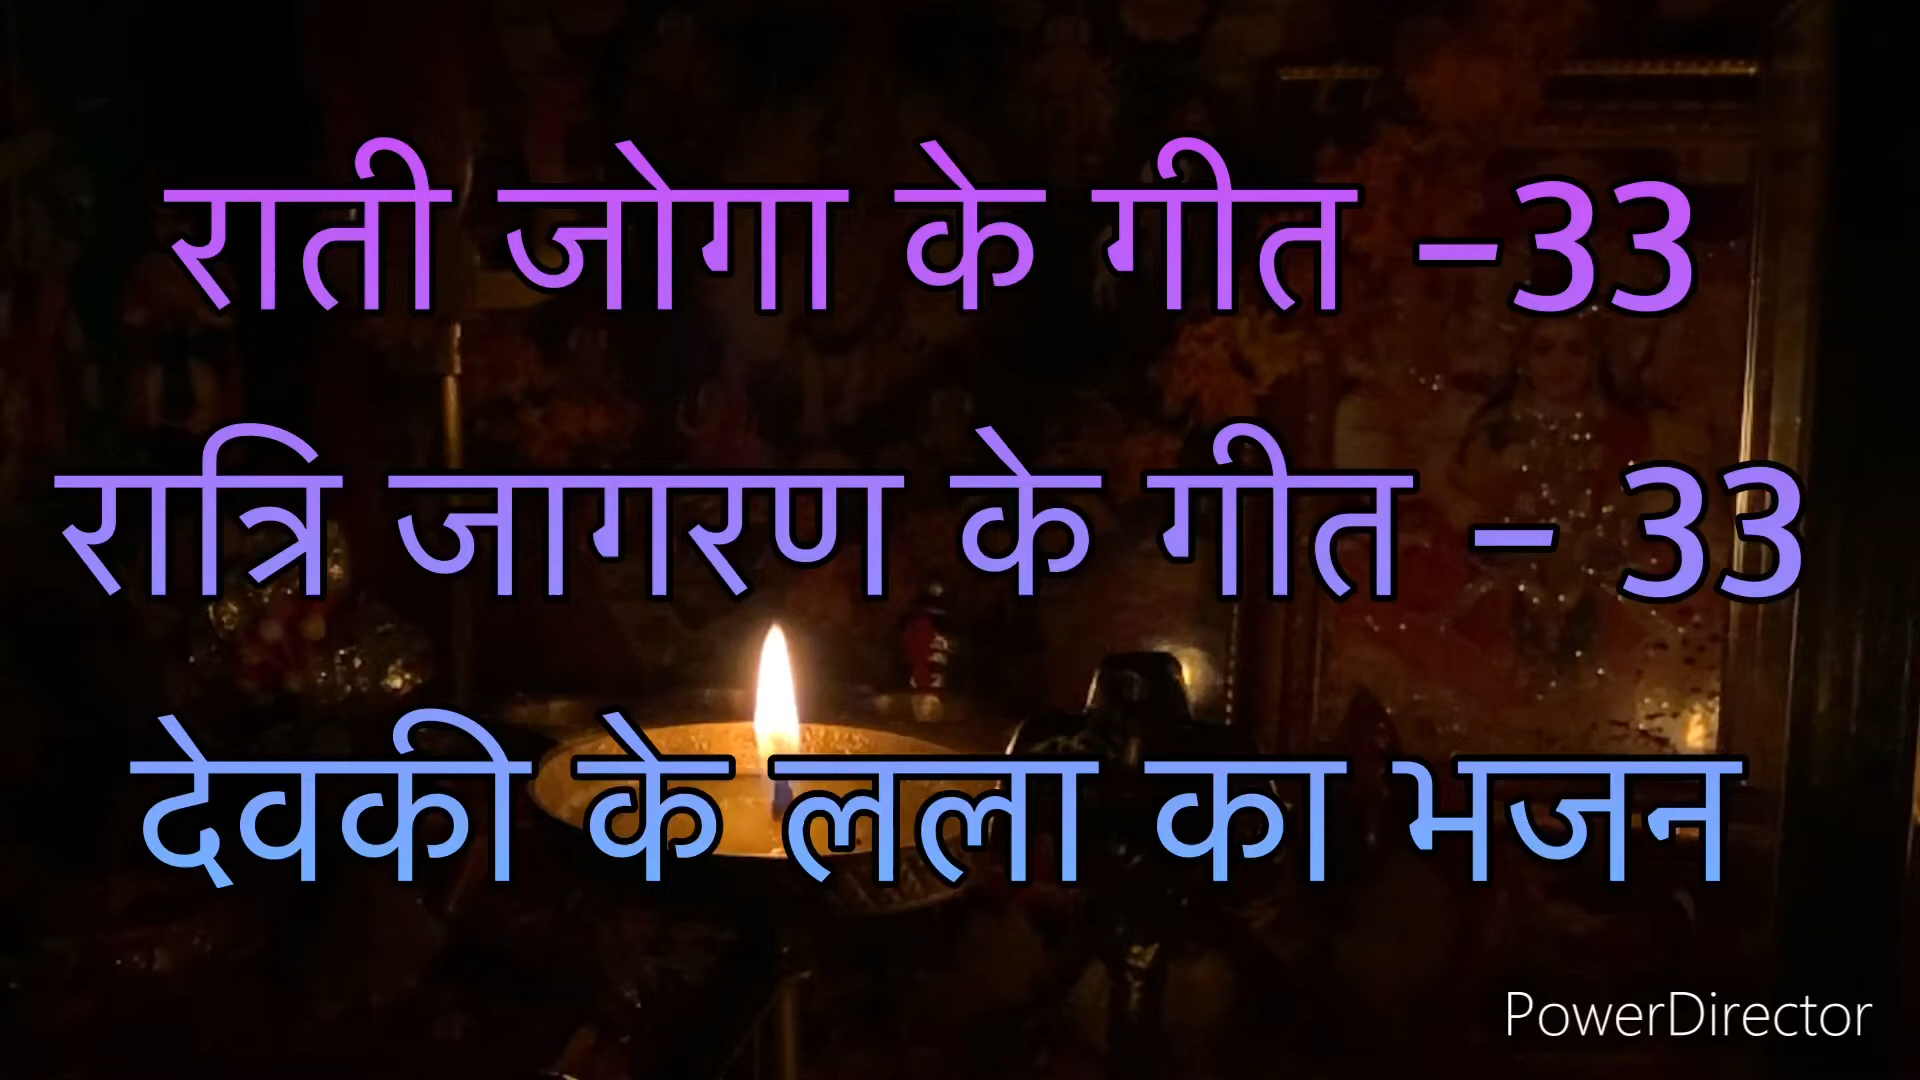 राती जोगा के गीत -33
रात्रि जागरण के गीत - 33
देवकी के लला का भजन
PowerDirector